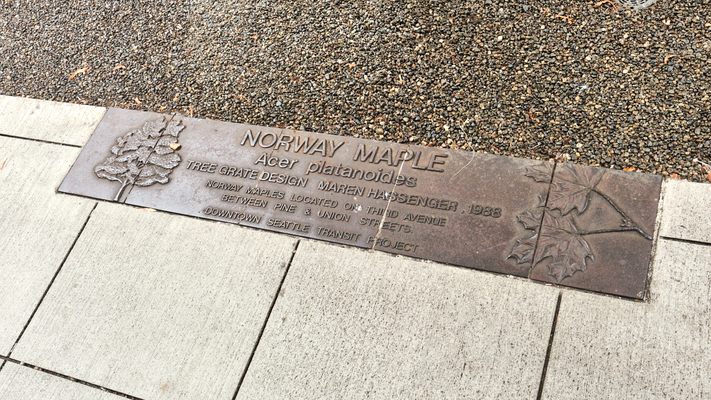 NORWAY MAPLE
Acer platanoides
TREE GRATE DESIGN MAREN HASSENGER, 1988
NORWAY MAPLES LOCATED ON THIRD AVENUE
BETWEEN PINE & UNION STREETS.
DOWNTOWN SEATTLE TRANSIT PROJECT